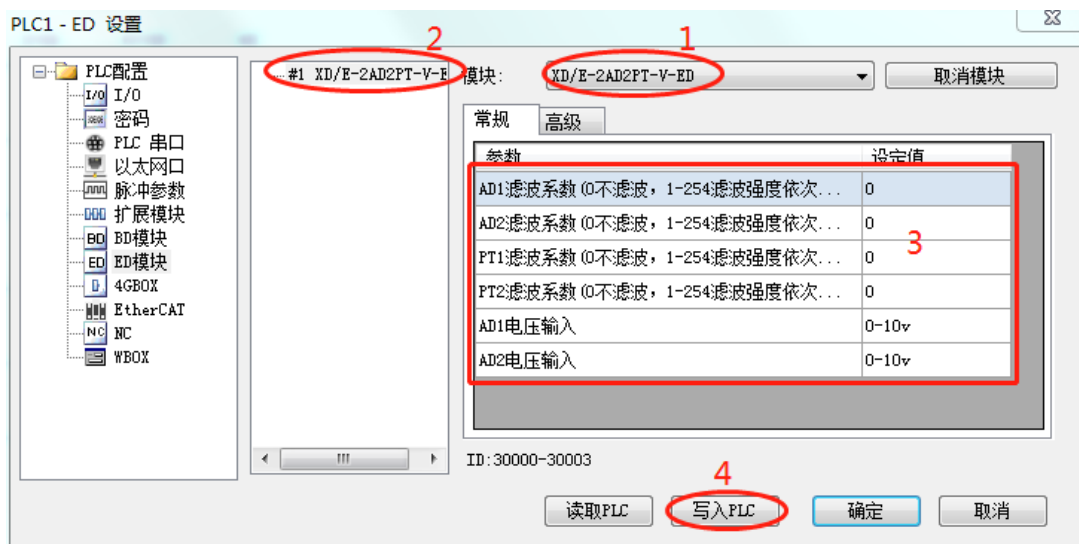 PLC1 - ED 设置
2
1
PLC配置
I/O I/O
密码
PLC 串口
以太网口
脉冲参数
扩展模块
BD BD模块
ED ED模块
4GBOX
EtherCAT
NC NC
WBOX
#1 XD/E-2AD2PT-V-E
模块: XD/E-2AD2PT-V-ED 取消模块
常规 高级
参数 设定值
AD1滤波系数(0不滤波，1-254滤波强度依次... 0
AD2滤波系数(0不滤波，1-254滤波强度依次... 0
3
PT1滤波系数(0不滤波，1-254滤波强度依次... 0
PT2滤波系数(0不滤波，1-254滤波强度依次... 0
AD1电压输入 0-10v
AD2电压输入 0-10v
ID:30000-30003
4
读取PLC 写入PLC 确定 取消